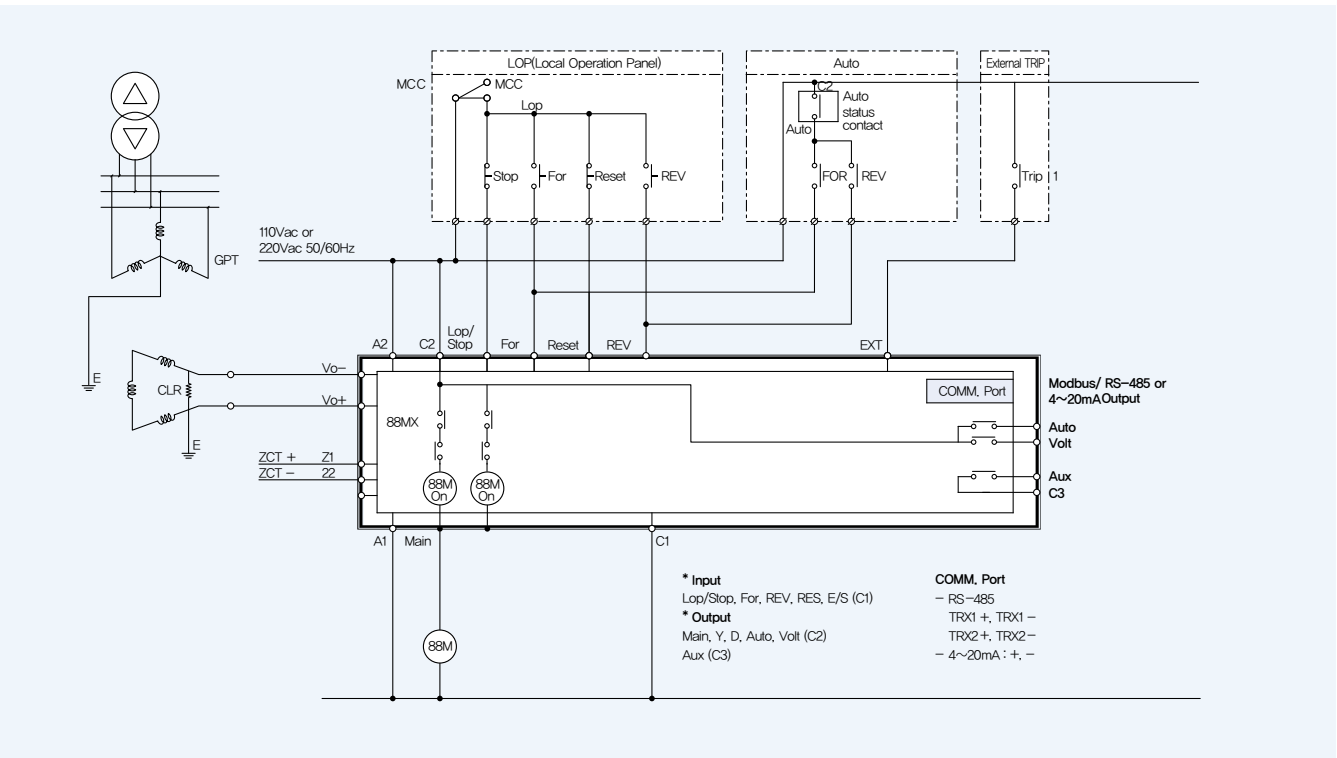 LOP(Local Operation Panel)
Auto
External TRIP
MCC
MCC
Lop
C2
Auto
status
contact
Auto
Stop
For
Reset
REV
FOR
REV
Trip 1
110Vac or
220Vac 50/60Hz
GPT
A2
C2
Lop/
Stop
For
Reset
REV
EXT
E
CLR
E
Vo-
Vo+
ZCT + Z1
ZCT - 22
88MX
88M
On
88M
On
COMM. Port
Modbus/ RS-485 or
4~20mAOutput
Auto
Volt
Aux
C3
A1
Main
C1
88M
* Input
Lop/Stop, For, REV, RES, E/S (C1)
* Output
Main, Y, D, Auto, Volt (C2)
Aux (C3)
COMM. Port
- RS-485
TRX1 +, TRX1 -
TRX2+, TRX2-
- 4~20mA : +, -